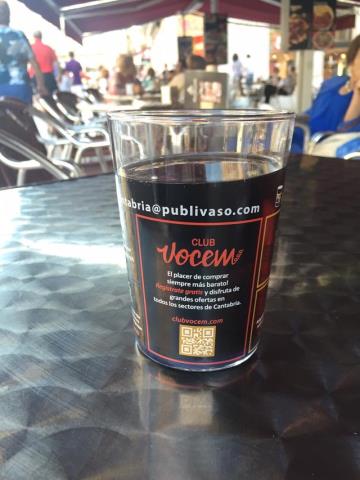 ntabria@publivaso.com
CLUB
Vocem
El placer de comprar
siempre más barato!
Regístrate gratis y disfruta de
grandes ofertas en
todos los sectores de Cantabria.
clubvocem.com